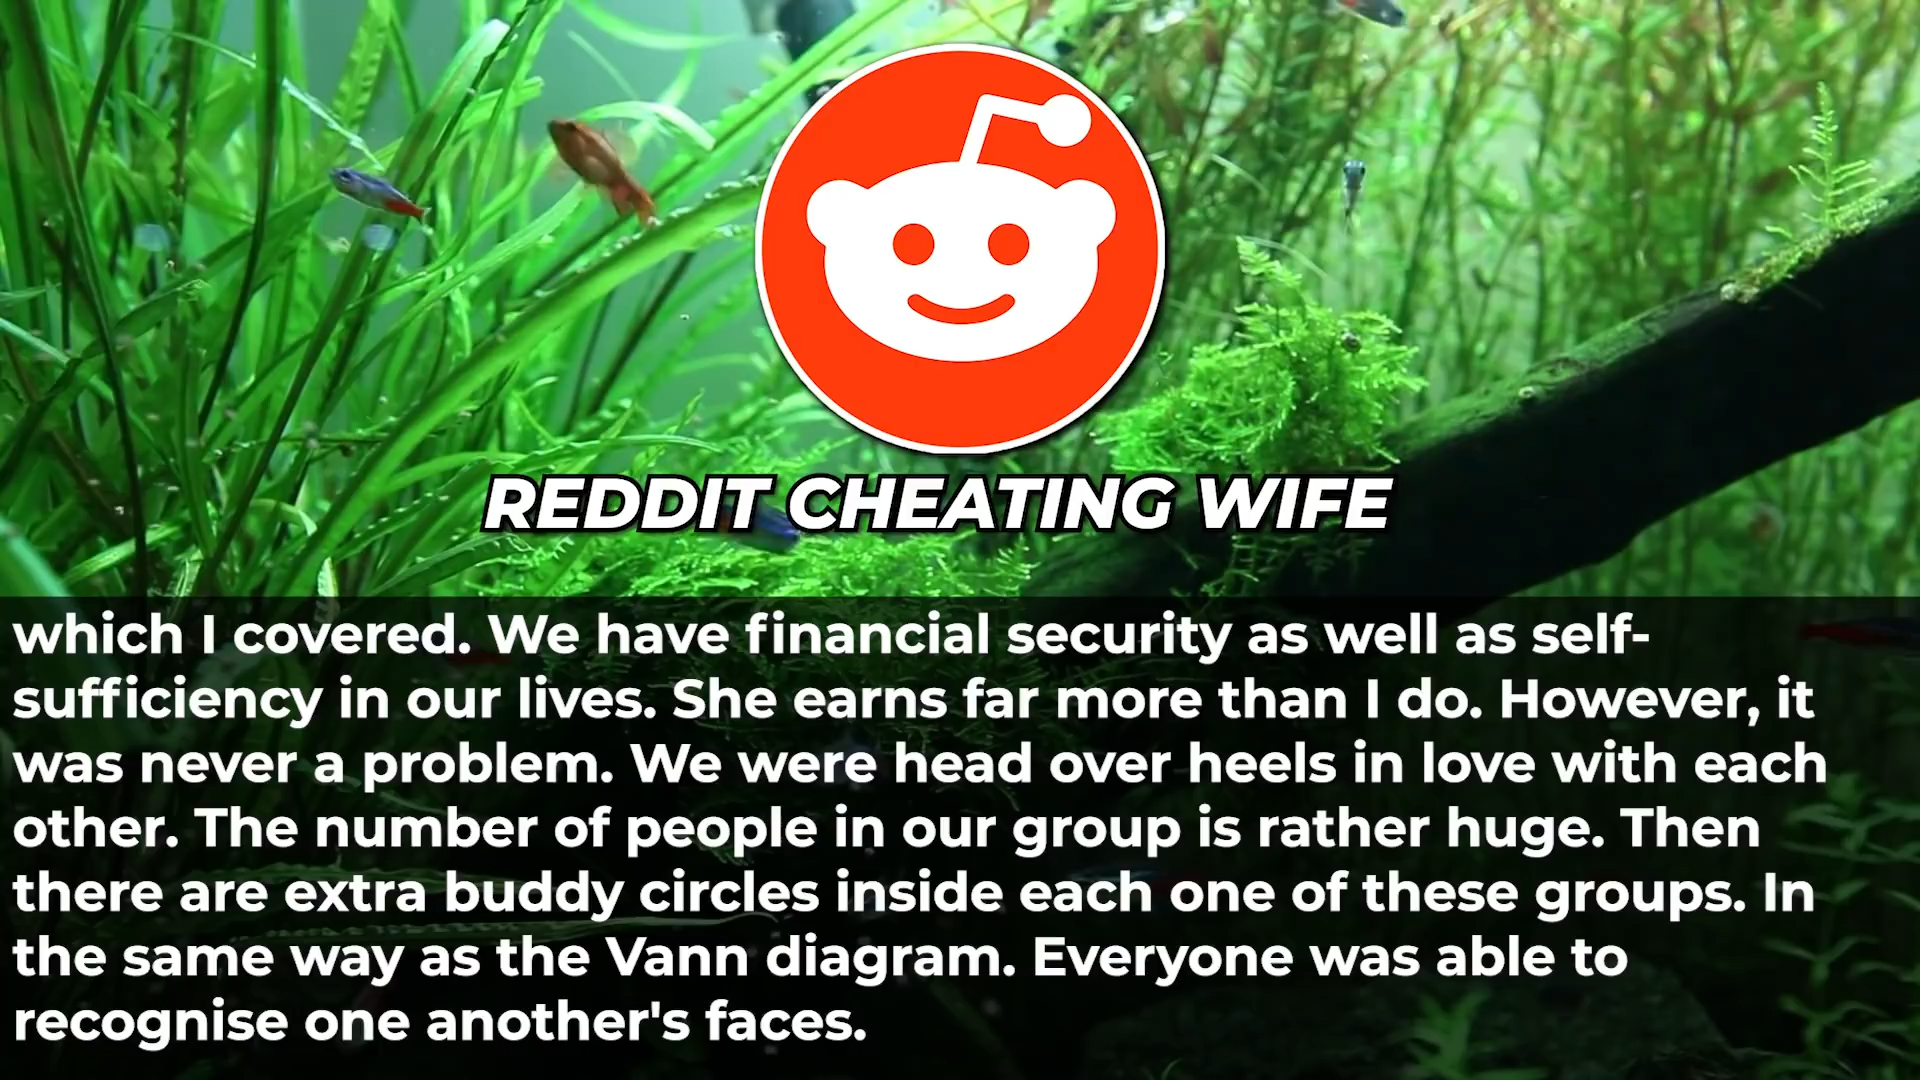 REDDIT CHEATING WIFE
which I covered. We have financial security as well as self-
sufficiency in our lives. She earns far more than I do. However, it
was never a problem. We were head over heels in love with each
other. The number of people in our group is rather huge. Then
there are extra buddy circles inside each one of these groups. In
the same way as the Vann diagram. Everyone was able to
recognise one another's faces.